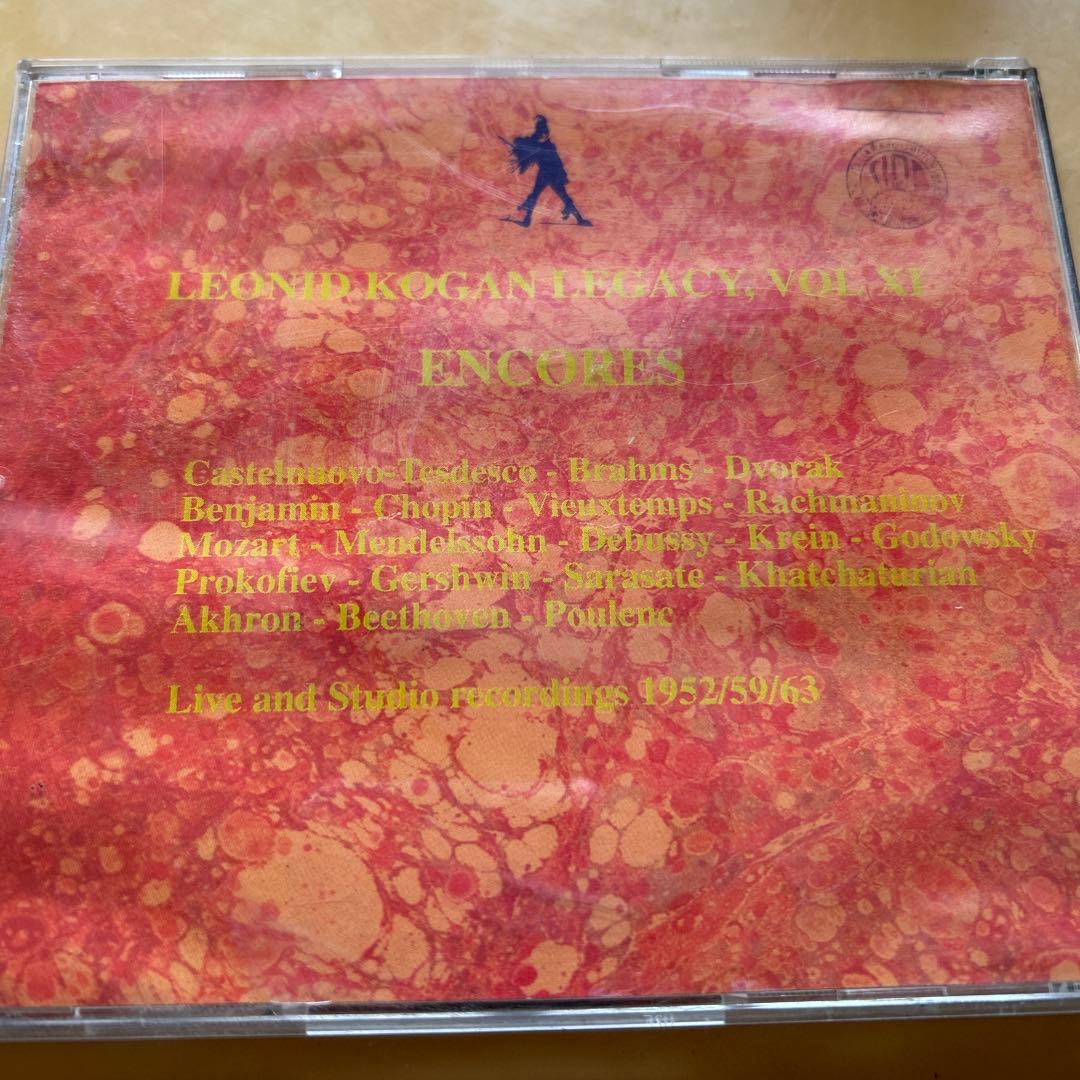 LEONID KOGAN LEGACY, VOL XI
ENCORES
Castelnuovo-Tesdesco - Brahms - Dvorak
Benjamin - Chopin - Vieuxtemps - Rachmaninov
Mozart - Mendelssohn - Debussy - Krein - Godowsky
Prokofiev - Gershwin - Sarasate - Khatchaturian
Akhron - Beethoven - Poulenc
Live and Studio recordings 1952/59/63